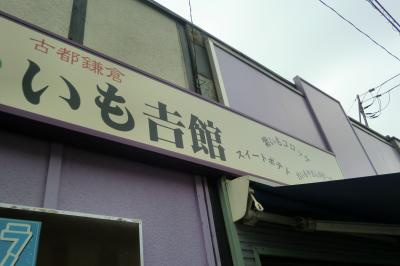 古都鎌倉
いも吉館
紫いもコロッケ
スイートポテト